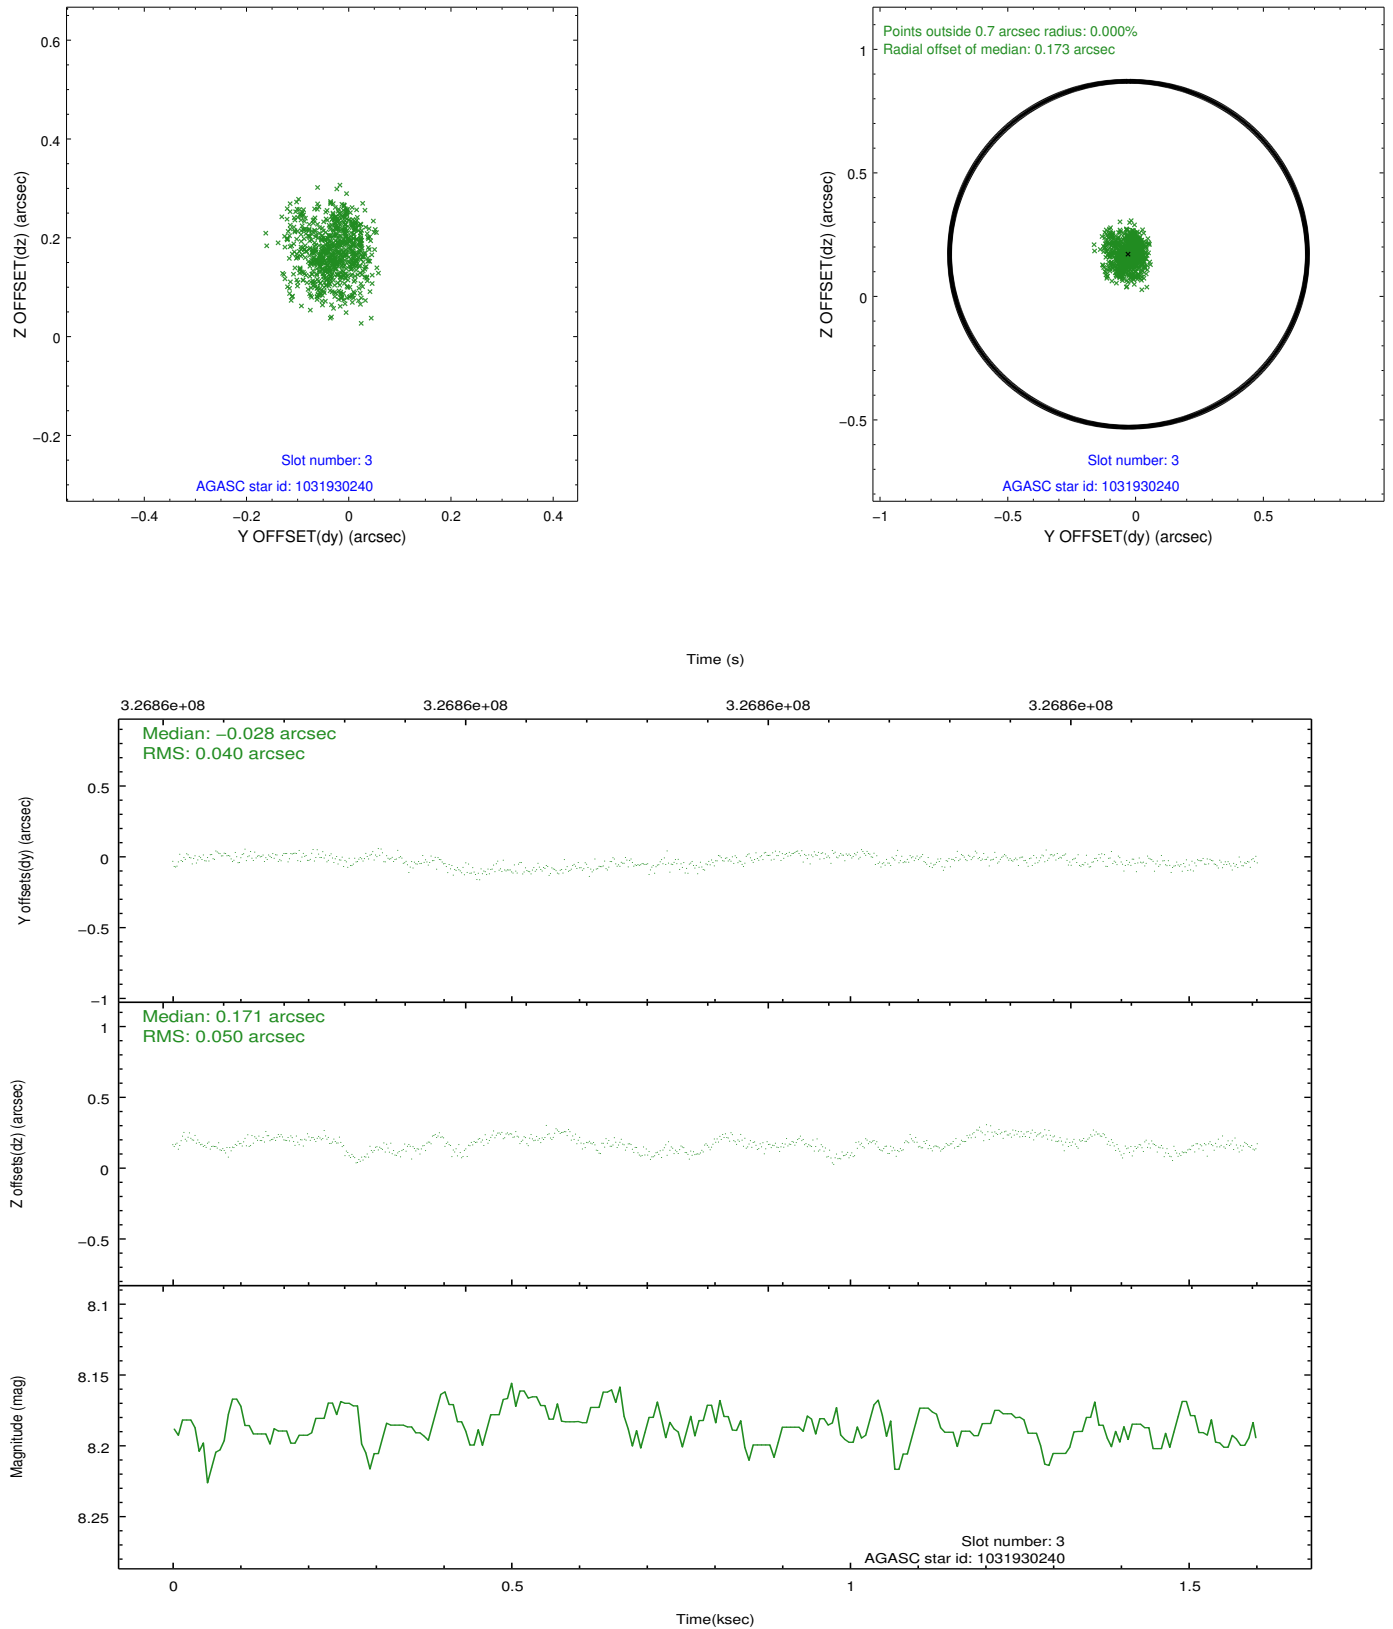 0.6
0.4
0.2
0
−0.2
Z OFFSET(dz) (arcsec)
Slot number: 3
AGASC star id: 1031930240
−0.4 −0.2 0 0.2 0.4
Y OFFSET(dy) (arcsec)
Points outside 0.7 arcsec radius: 0.000%
Radial offset of median: 0.173 arcsec
1
0.5
0
−0.5
Z OFFSET(dz) (arcsec)
Slot number: 3
AGASC star id: 1031930240
−1 −0.5 0 0.5
Y OFFSET(dy) (arcsec)
Time (s)
3.2686e+08 3.2686e+08 3.2686e+08 3.2686e+08
Median: −0.028 arcsec
RMS: 0.040 arcsec
0.5
0
−0.5
−1
Y offsets(dy) (arcsec)
Median: 0.171 arcsec
RMS: 0.050 arcsec
1
0.5
0
−0.5
Z offsets(dz) (arcsec)
8.1
8.15
8.2
8.25
Magnitude (mag)
Slot number: 3
AGASC star id: 1031930240
0 0.5 1 1.5
Time(ksec)